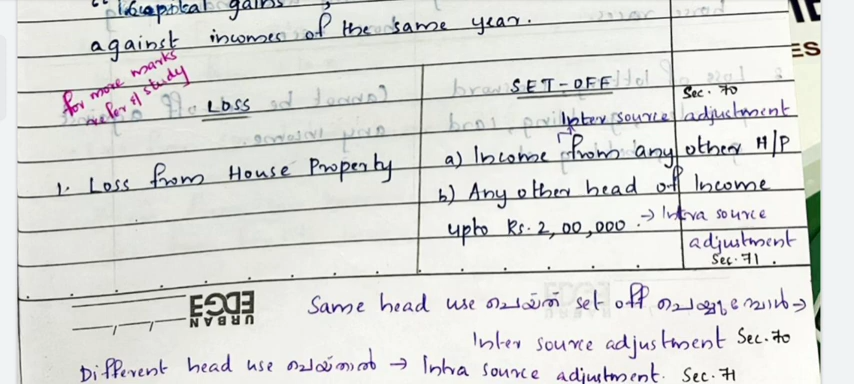 "capital gains"
against incomes of the same year.
for more marks
refer & study
LOSS
SET-OFF
Sec. 70
Inter source adjustment
1. Loss from House Property
a) Income from any other H/P
b) Any other head of Income
upto Rs. 2,00,000. → Intra source
adjustment
Sec. 71.
URBAN
EDGE
Same head use ചെയ്ത് set off ചെയ്യുമ്പോൾ →
Inter source adjustment Sec. 70
Different head use ചെയ്താൽ → Intra source adjustment. Sec. 71
ES